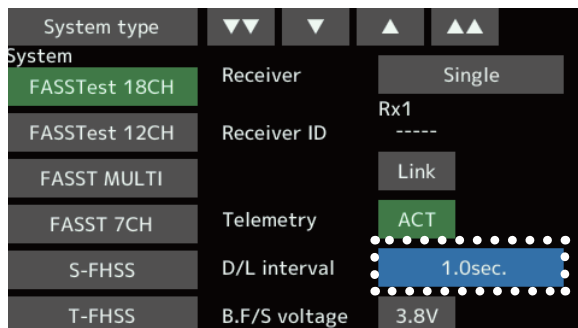 System type ▼▼ ▼ ▲ ▲▲
System
FASSTest 18CH Receiver Single
Rx1
FASSTest 12CH Receiver ID -----
FASST MULTI Link
FASST 7CH Telemetry ACT
S-FHSS D/L interval 1.0sec.
T-FHSS B.F/S voltage 3.8V